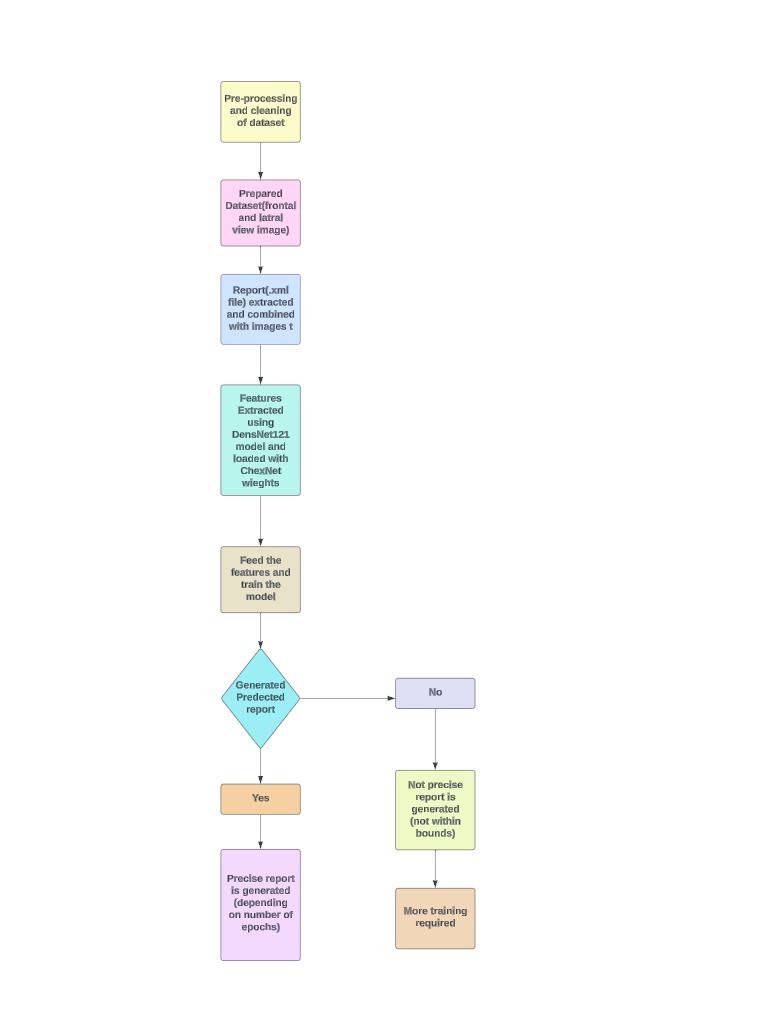 Pre-processing
and cleaning
of dataset
Prepared
Dataset(frontal
and latral
view image)
Report(.xml
file) extracted
and combined
with images t
Features
Extracted
using
DensNet121
model and
loaded with
ChexNet
wieghts
Feed the
features and
train the
model
Generated
Predected
report
No
Yes
Not precise
report is
generated
(not within
bounds)
Precise report
is generated
(depending
on number of
epochs)
More training
required